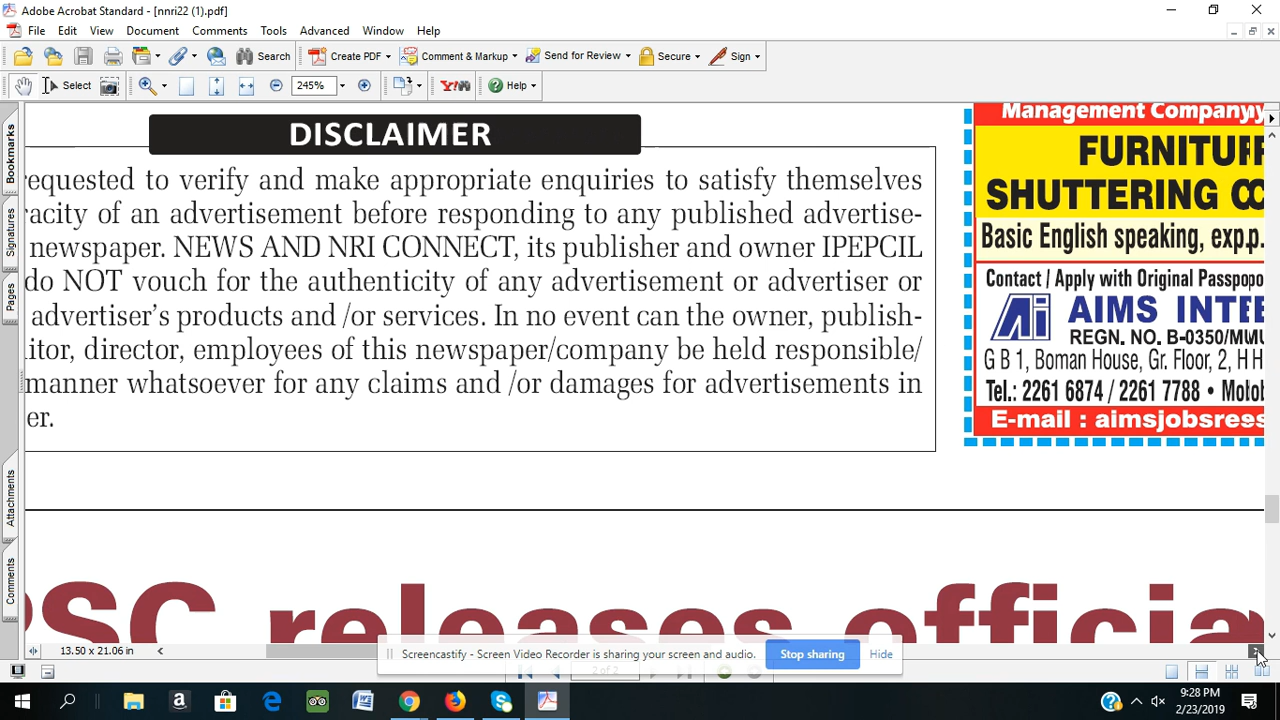 Adobe Acrobat Standard - [nnri22 (1).pdf]
File Edit View Document Comments Tools Advanced Window Help
Search Create PDF Comment & Markup Send for Review Secure Sign
Select 245% Y! Help
Bookmarks
Signatures
Pages
Attachments
Comments
DISCLAIMER
requested to verify and make appropriate enquiries to satisfy themselves
racity of an advertisement before responding to any published advertise-
newspaper. NEWS AND NRI CONNECT, its publisher and owner IPEPCIL
do NOT vouch for the authenticity of any advertisement or advertiser or
advertiser's products and /or services. In no event can the owner, publish-
itor, director, employees of this newspaper/company be held responsible/
manner whatsoever for any claims and /or damages for advertisements in
er.
Management Company
FURNITUR
SHUTTERING
Basic English speaking, exp.
Contact / Apply with Original
AIMS INTE
REGN. NO. B-0350/MU
G B 1, Boman House, Gr. Floor, 2, H
Tel.: 2261 6874 / 2261 7788 •
E-mail :
PSC releases official
13.50 x 21.06 in
Screencastify - Screen Video Recorder is sharing your screen and audio. Stop sharing Hide
2 of 2
9:28 PM
2/23/2019